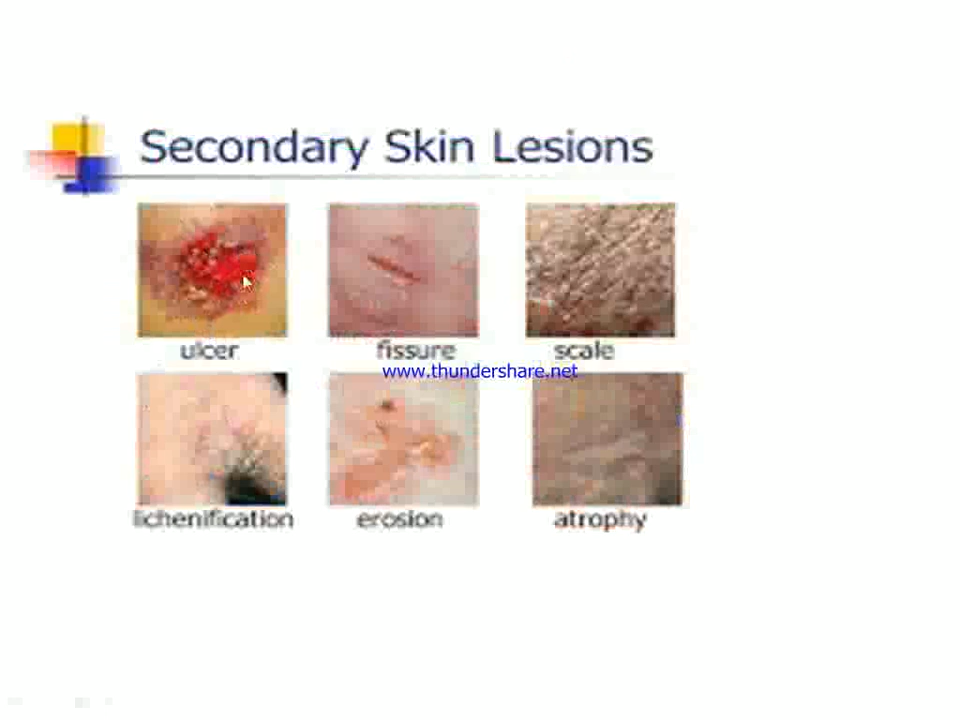 Secondary Skin Lesions
ulcer fissure scale
www.thundershare.net
lichenification erosion atrophy